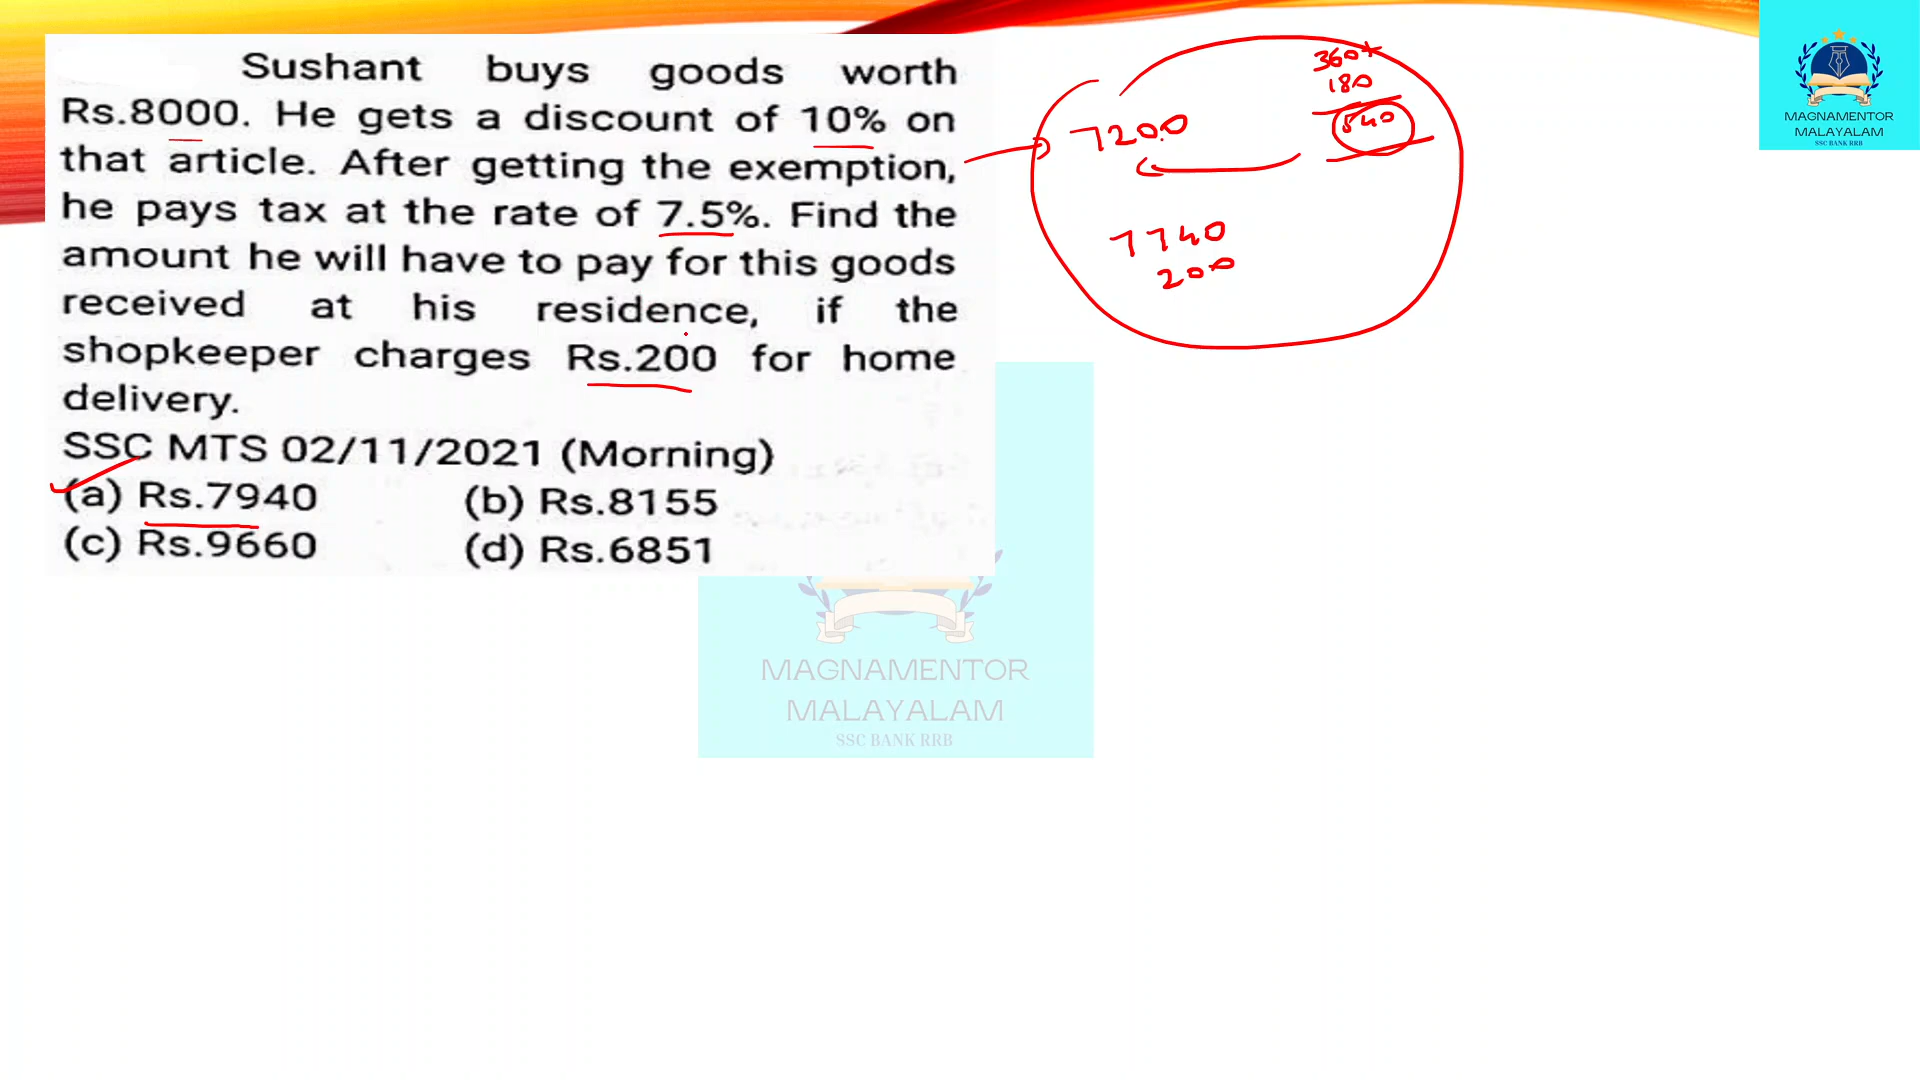 Sushant buys goods worth
Rs.8000. He gets a discount of 10% on
that article. After getting the exemption,
he pays tax at the rate of 7.5%. Find the
amount he will have to pay for this goods
received at his residence, if the
shopkeeper charges Rs.200 for home
delivery.
SSC MTS 02/11/2021 (Morning)
(a) Rs.7940 (b) Rs.8155
(c) Rs.9660 (d) Rs.6851
360+
180
540
7200
7740
200
MAGNAMENTOR
MALAYALAM
SSC BANK RRB
MAGNAMENTOR
MALAYALAM
SSC BANK RRB